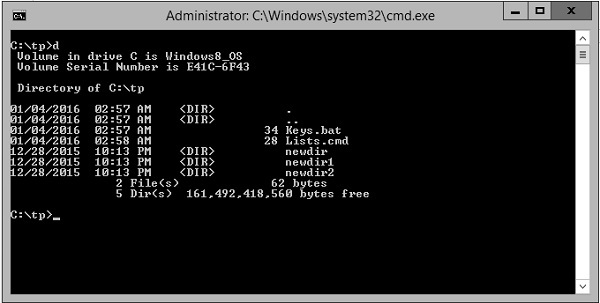 Administrator: C:\Windows\system32\cmd.exe
C:\tp>d
Volume in drive C is Windows8_OS
Volume Serial Number is E41C-6F43
Directory of C:\tp
01/04/2016  02:57 AM    <DIR>          .
01/04/2016  02:57 AM    <DIR>          ..
01/04/2016  02:57 AM                34 Keys.bat
01/04/2016  02:58 AM                28 Lists.cmd
12/28/2015  10:13 PM    <DIR>          newdir
12/28/2015  10:13 PM    <DIR>          newdir1
12/28/2015  10:13 PM    <DIR>          newdir2
2 File(s)             62 bytes
5 Dir(s)  161,492,418,560 bytes free
C:\tp>_